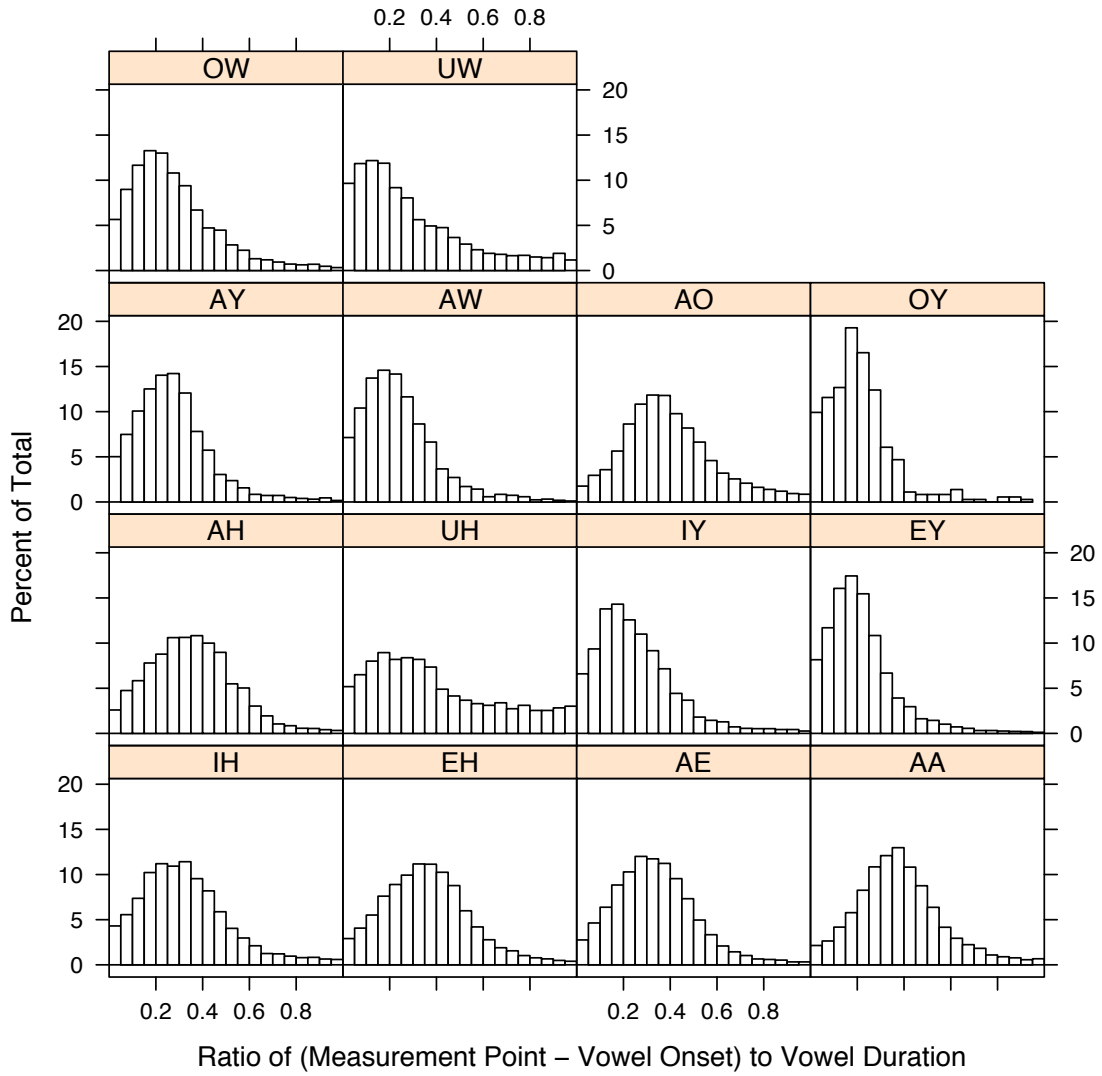 0.2 0.4 0.6 0.8
OW UW
20
15
10
5
0
AY AW AO OY
20
15
10
5
0
AH UH IY EY
20
15
10
5
0
IH EH AE AA
20
15
10
5
0
0.2 0.4 0.6 0.8 0.2 0.4 0.6 0.8
Percent of Total
Ratio of (Measurement Point − Vowel Onset) to Vowel Duration